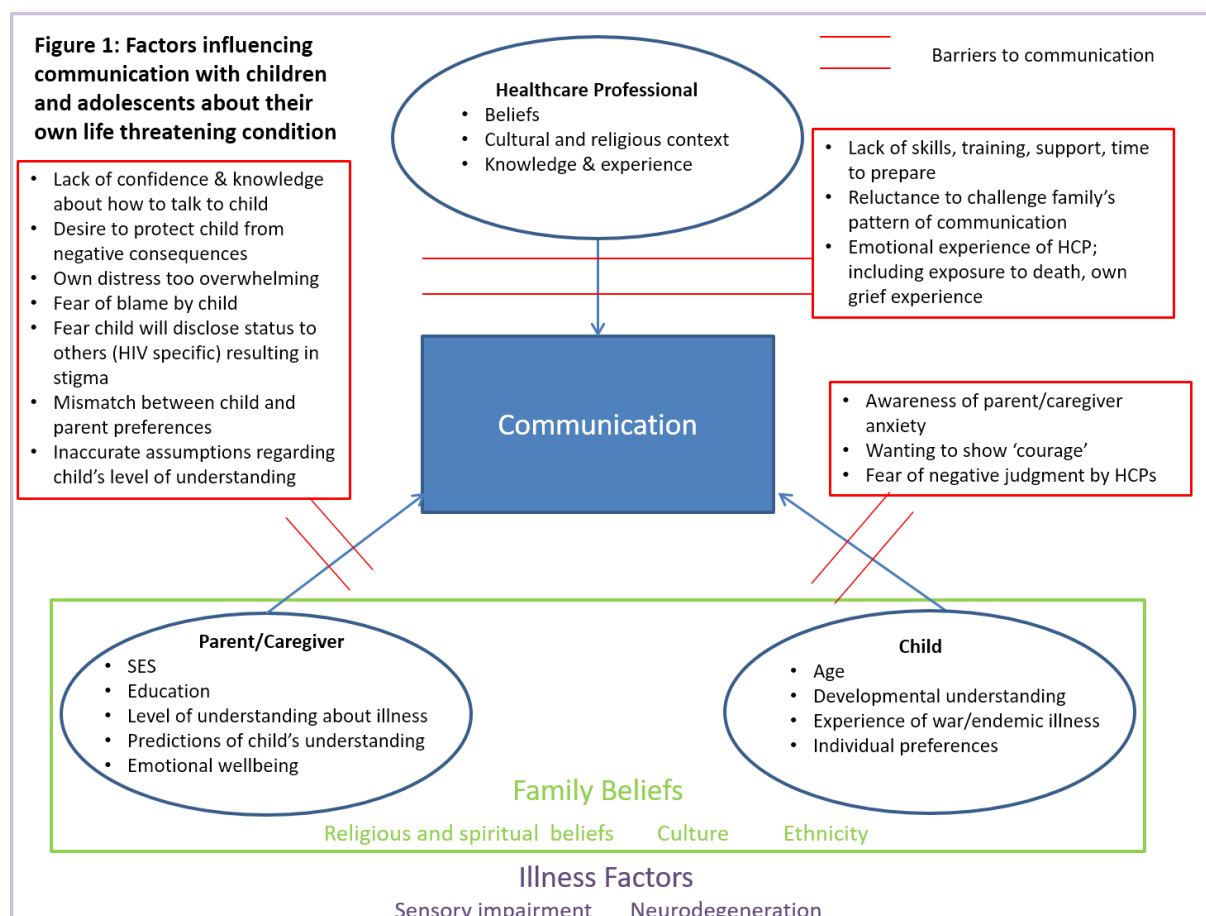 Figure 1: Factors influencing
communication with children
and adolescents about their
own life threatening condition
Barriers to communication
Healthcare Professional
• Beliefs
• Cultural and religious context
• Knowledge & experience
• Lack of confidence & knowledge
about how to talk to child
• Desire to protect child from
negative consequences
• Own distress too overwhelming
• Fear of blame by child
• Fear child will disclose status to
others (HIV specific) resulting in
stigma
• Mismatch between child and
parent preferences
• Inaccurate assumptions regarding
child's level of understanding
• Lack of skills, training, support, time
to prepare
• Reluctance to challenge family's
pattern of communication
• Emotional experience of HCP;
including exposure to death, own
grief experience
Communication
• Awareness of parent/caregiver
anxiety
• Wanting to show ‘courage’
• Fear of negative judgment by HCPs
Parent/Caregiver
• SES
• Education
• Level of understanding about illness
• Predictions of child's understanding
• Emotional wellbeing
Child
• Age
• Developmental understanding
• Experience of war/endemic illness
• Individual preferences
Family Beliefs
Religious and spiritual beliefs Culture Ethnicity
Illness Factors
Sensory impairment Neurodegeneration